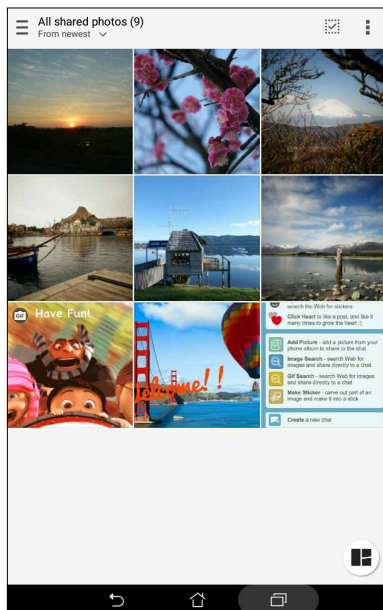 All shared photos (9)
From newest
GIF
Have Fun!
Welcome!!
search the Web for stickers
Click Heart to like a post, and like it
many times to grow the heart :)
Add Picture - add a picture from your
phone album to share to the chat
Image Search - search Web for
images and share directly to a chat
Gif Search - search Web for images
and share directly to a chat
Make Sticker - carve out part of an
image and make it into a stick
Create a new chat